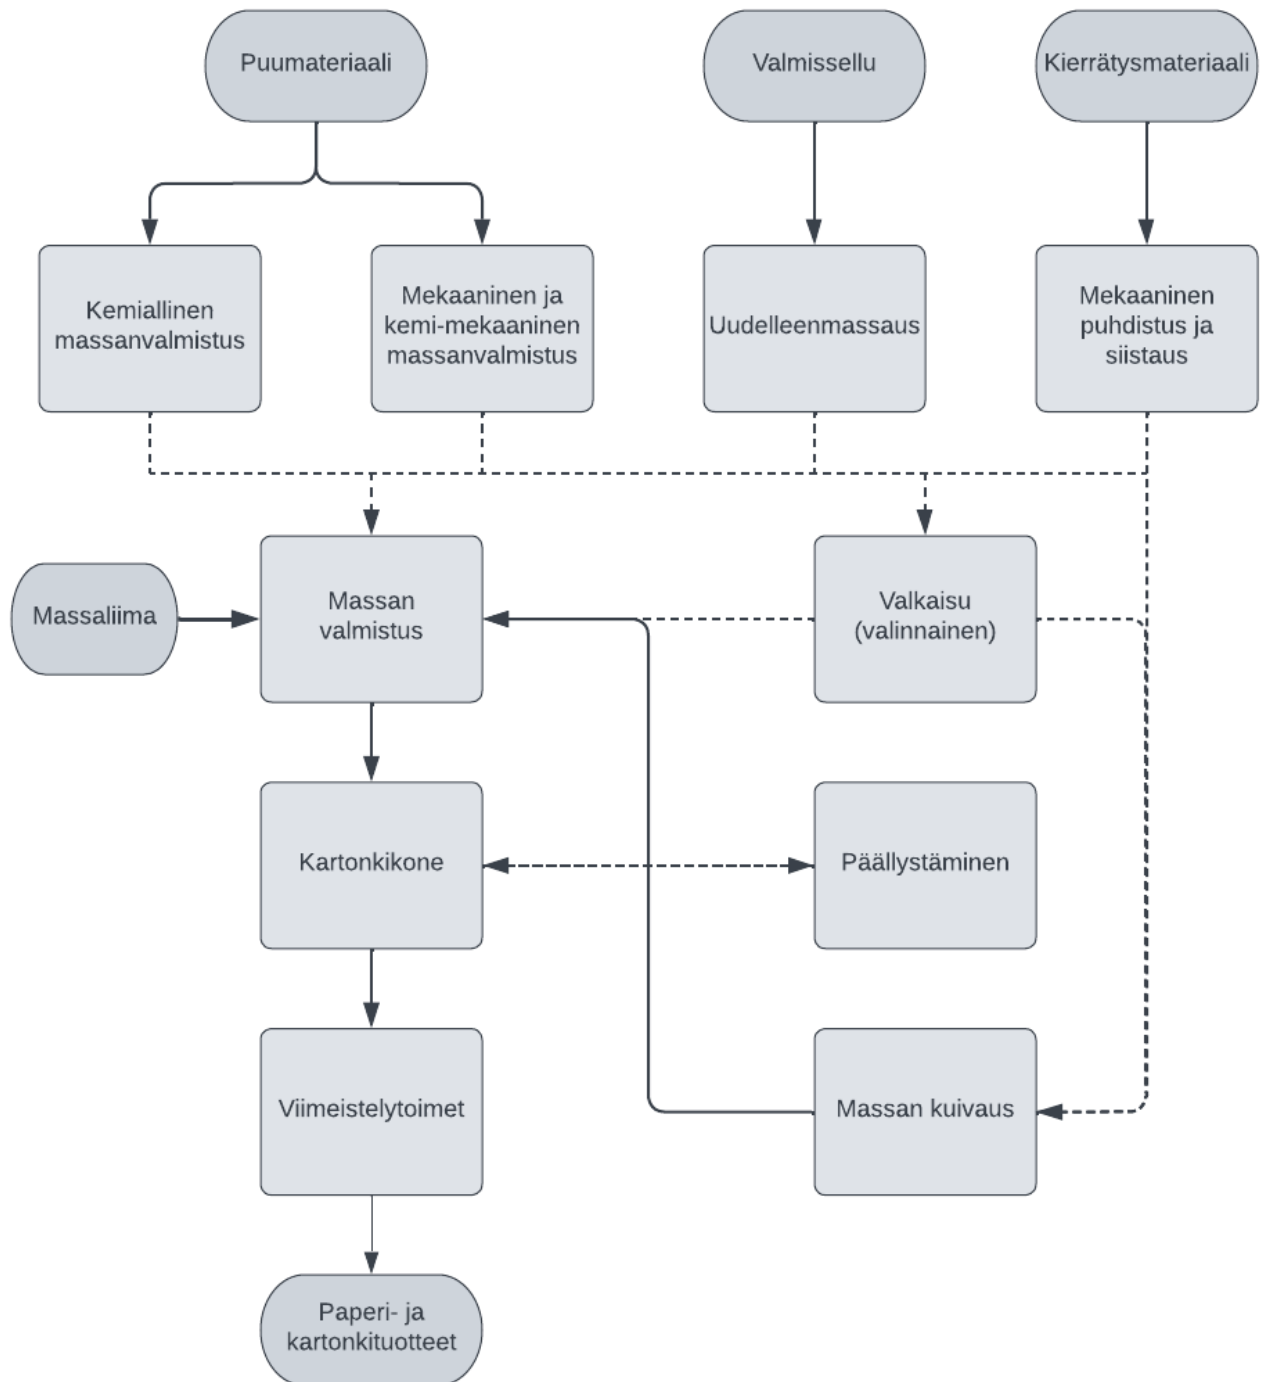 Puumateriaali
Valmissellu
Kierrätysmateriaali
Kemiallinen
massanvalmistus
Mekaaninen ja
kemi-mekaaninen
massanvalmistus
Uudelleenmassaus
Mekaaninen
puhdistus ja
siistaus
Massaliima
Massan
valmistus
Valkaisu
(valinnainen)
Kartonkikone
Päällystäminen
Viimeistelytoimet
Massan kuivaus
Paperi- ja
kartonkituotteet